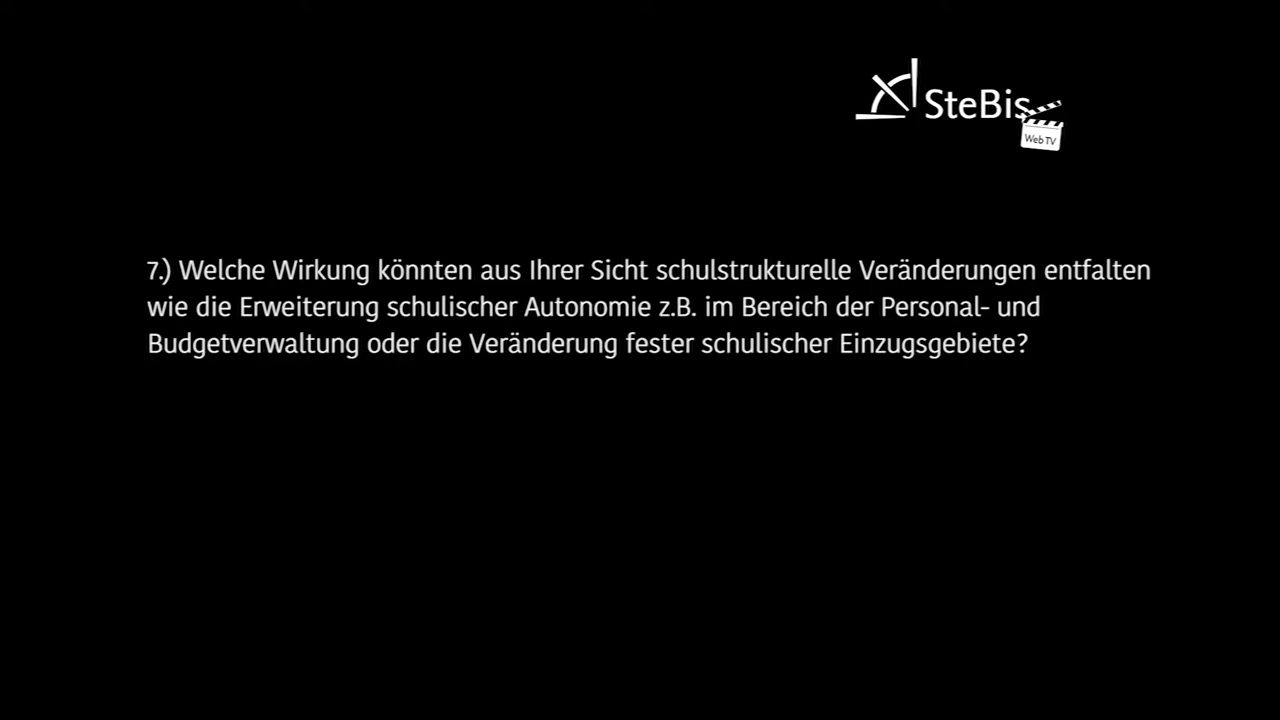 SteBis
Web TV
7.) Welche Wirkung könnten aus Ihrer Sicht schulstrukturelle Veränderungen entfalten
wie die Erweiterung schulischer Autonomie z.B. im Bereich der Personal- und
Budgetverwaltung oder die Veränderung fester schulischer Einzugsgebiete?